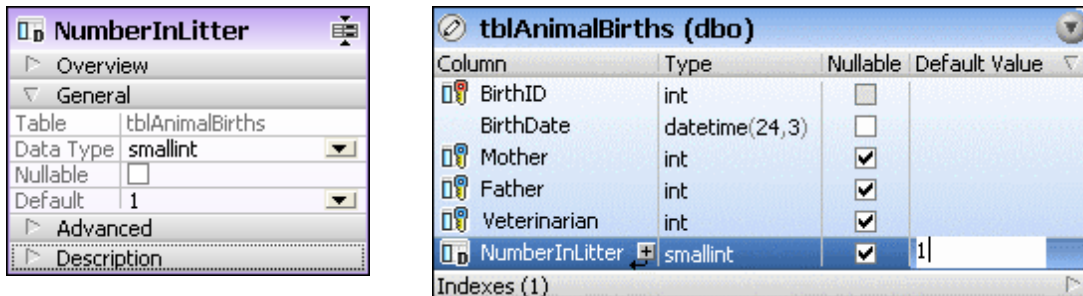 NumberInLitter
Overview
General
Table tblAnimalBirths
Data Type smallint
Nullable
Default 1
Advanced
Description
tblAnimalBirths (dbo)
Column Type Nullable Default Value
BirthID int
BirthDate datetime(24,3)
Mother int
Father int
Veterinarian int
NumberInLitter smallint 1
Indexes (1)